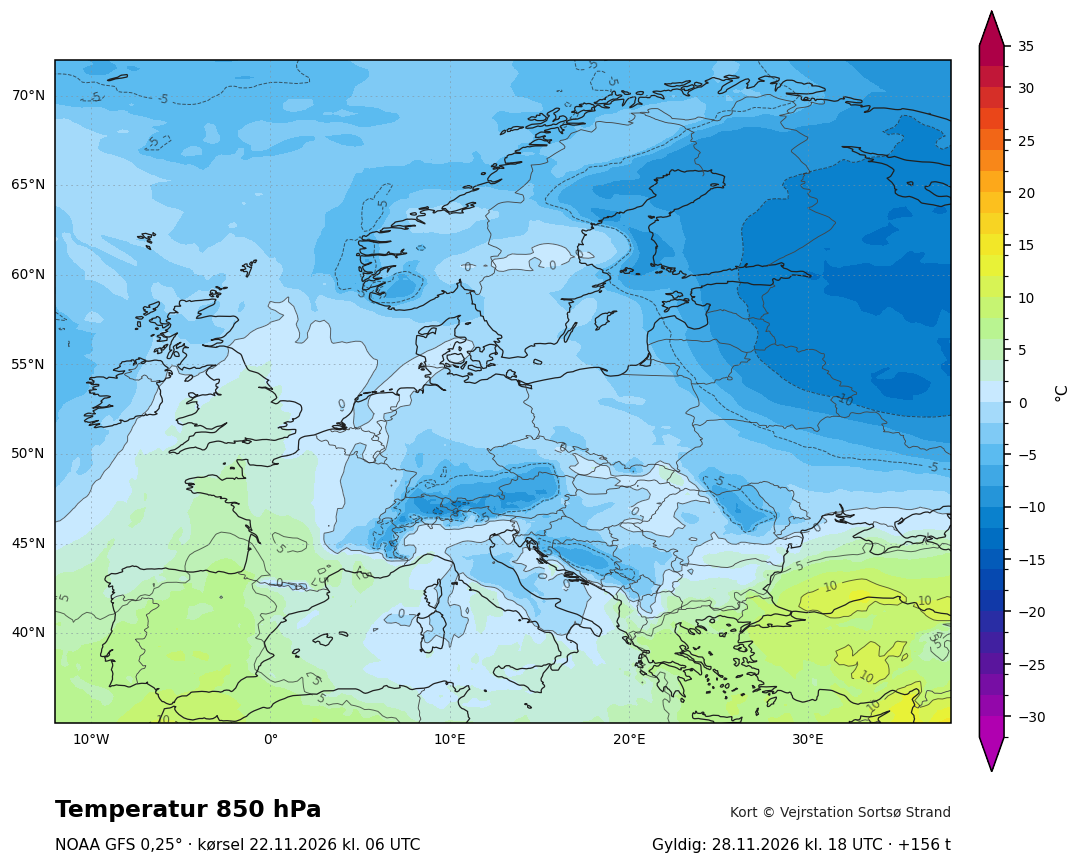 70°N
65°N
60°N
55°N
50°N
45°N
40°N
10°W
0°
10°E
20°E
30°E
35
30
25
20
15
10
5
0
−5
−10
−15
−20
−25
−30
°C
Temperatur 850 hPa
Kort © Vejrstation Sortsø Strand
NOAA GFS 0,25° · kørsel 22.11.2026 kl. 06 UTC
Gyldig: 28.11.2026 kl. 18 UTC · +156 t